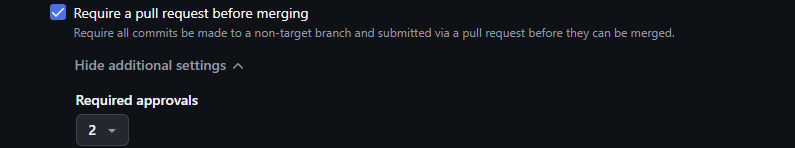 Require a pull request before merging
Require all commits be made to a non-target branch and submitted via a pull request before they can be merged.
Hide additional settings
Required approvals
2